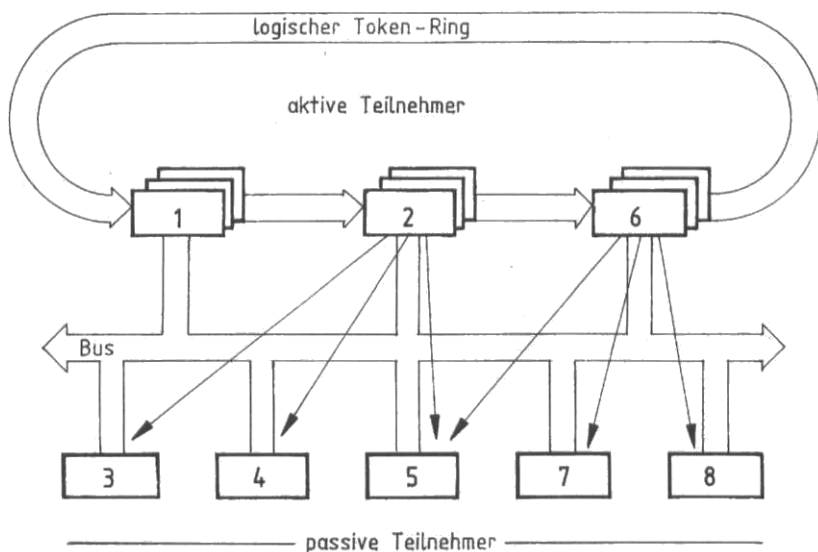 logischer Token-Ring
aktive Teilnehmer
1 2 6
Bus
3 4 5 7 8
passive Teilnehmer